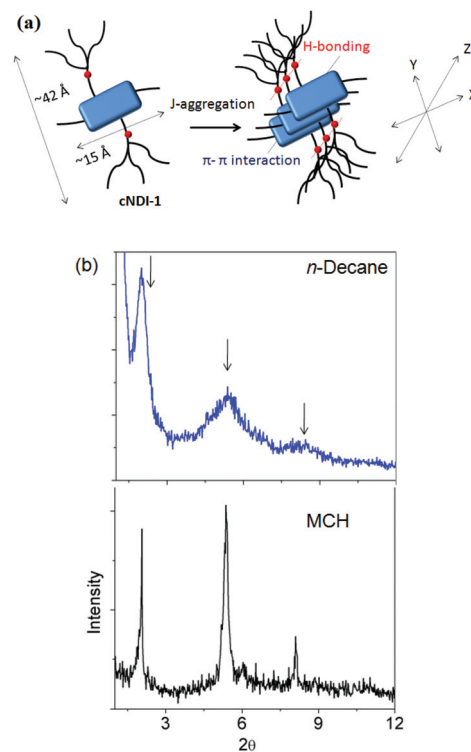 (a)
H-bonding
~42 Å
J-aggregation
~15 Å
π- π interaction
cNDI-1
Y
Z
X
(b)
n-Decane
MCH
Intensity
3
6
9
12
2θ